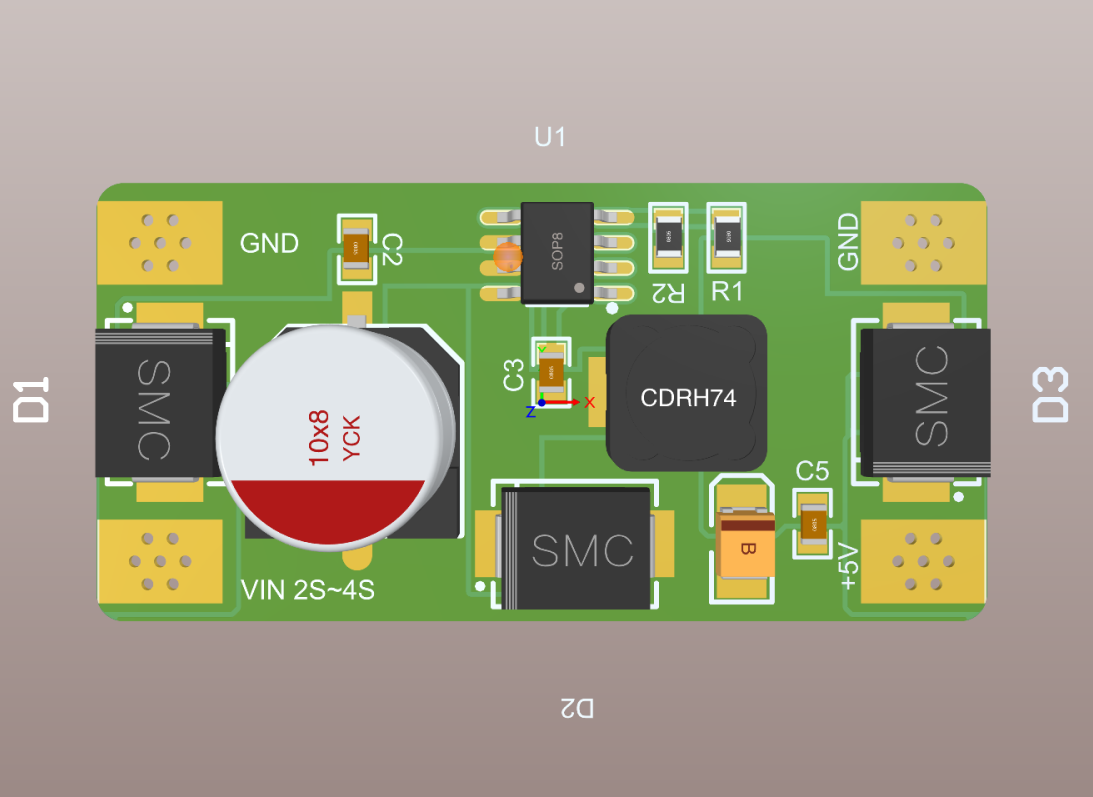 U1
GND
C2
SOP8
R2
R1
GND
D1
SMC
10x8
YCK
C3
Y
Z
X
CDRH74
SMC
D3
SMC
C5
B
+5V
VIN 2S~4S
D2